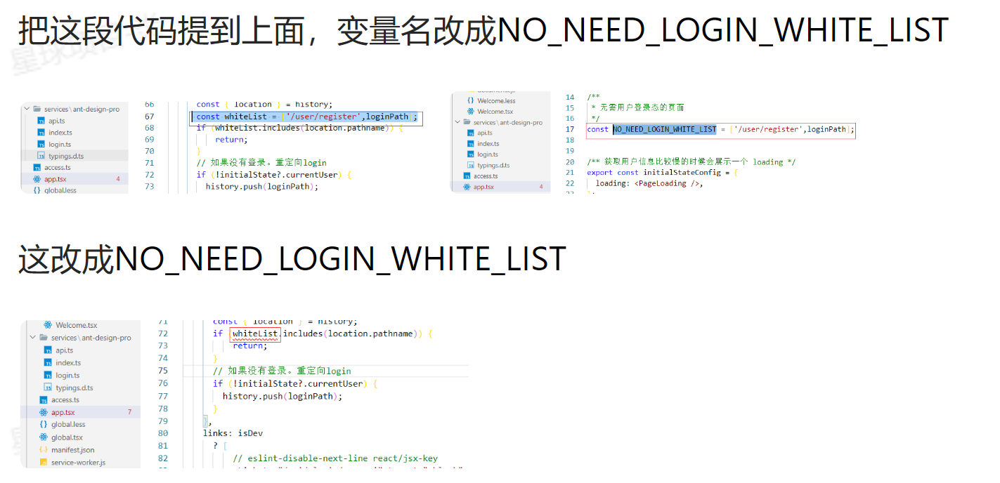 把这段代码提到上面，变量名改成NO_NEED_LOGIN_WHITE_LIST
services\ant-design-pro
api.ts
index.ts
login.ts
typings.d.ts
access.ts
app.tsx 4
global.less
66 const { location } = history;
67 const whiteList = ['/user/register',loginPath];
68 if (whiteList.includes(location.pathname)) {
69 return;
70 }
71 // 如果没有登录。重定向login
72 if (!initialState?.currentUser) {
73 history.push(loginPath);
Welcome.less
Welcome.tsx
services\ant-design-pro
api.ts
index.ts
login.ts
typings.d.ts
access.ts
app.tsx 4
14 /**
15 * 无需用户登录态的页面
16 */
17 const NO_NEED_LOGIN_WHITE_LIST = ['/user/register',loginPath];
18
19
20 /** 获取用户信息比较慢的时候会展示一个 loading */
21 export const initialStateConfig = {
22 loading: <PageLoading />,
这改成NO_NEED_LOGIN_WHITE_LIST
Welcome.tsx
services\ant-design-pro
api.ts
index.ts
login.ts
typings.d.ts
access.ts
app.tsx 7
global.less
global.tsx
manifest.json
service-worker.js
71 const { location } = history;
72 if (whiteList.includes(location.pathname)) {
73 return;
74 }
75 // 如果没有登录。重定向login
76 if (!initialState?.currentUser) {
77 history.push(loginPath);
78 }
79 },
80 links: isDev
81 ? [
82 // eslint-disable-next-line react/jsx-key